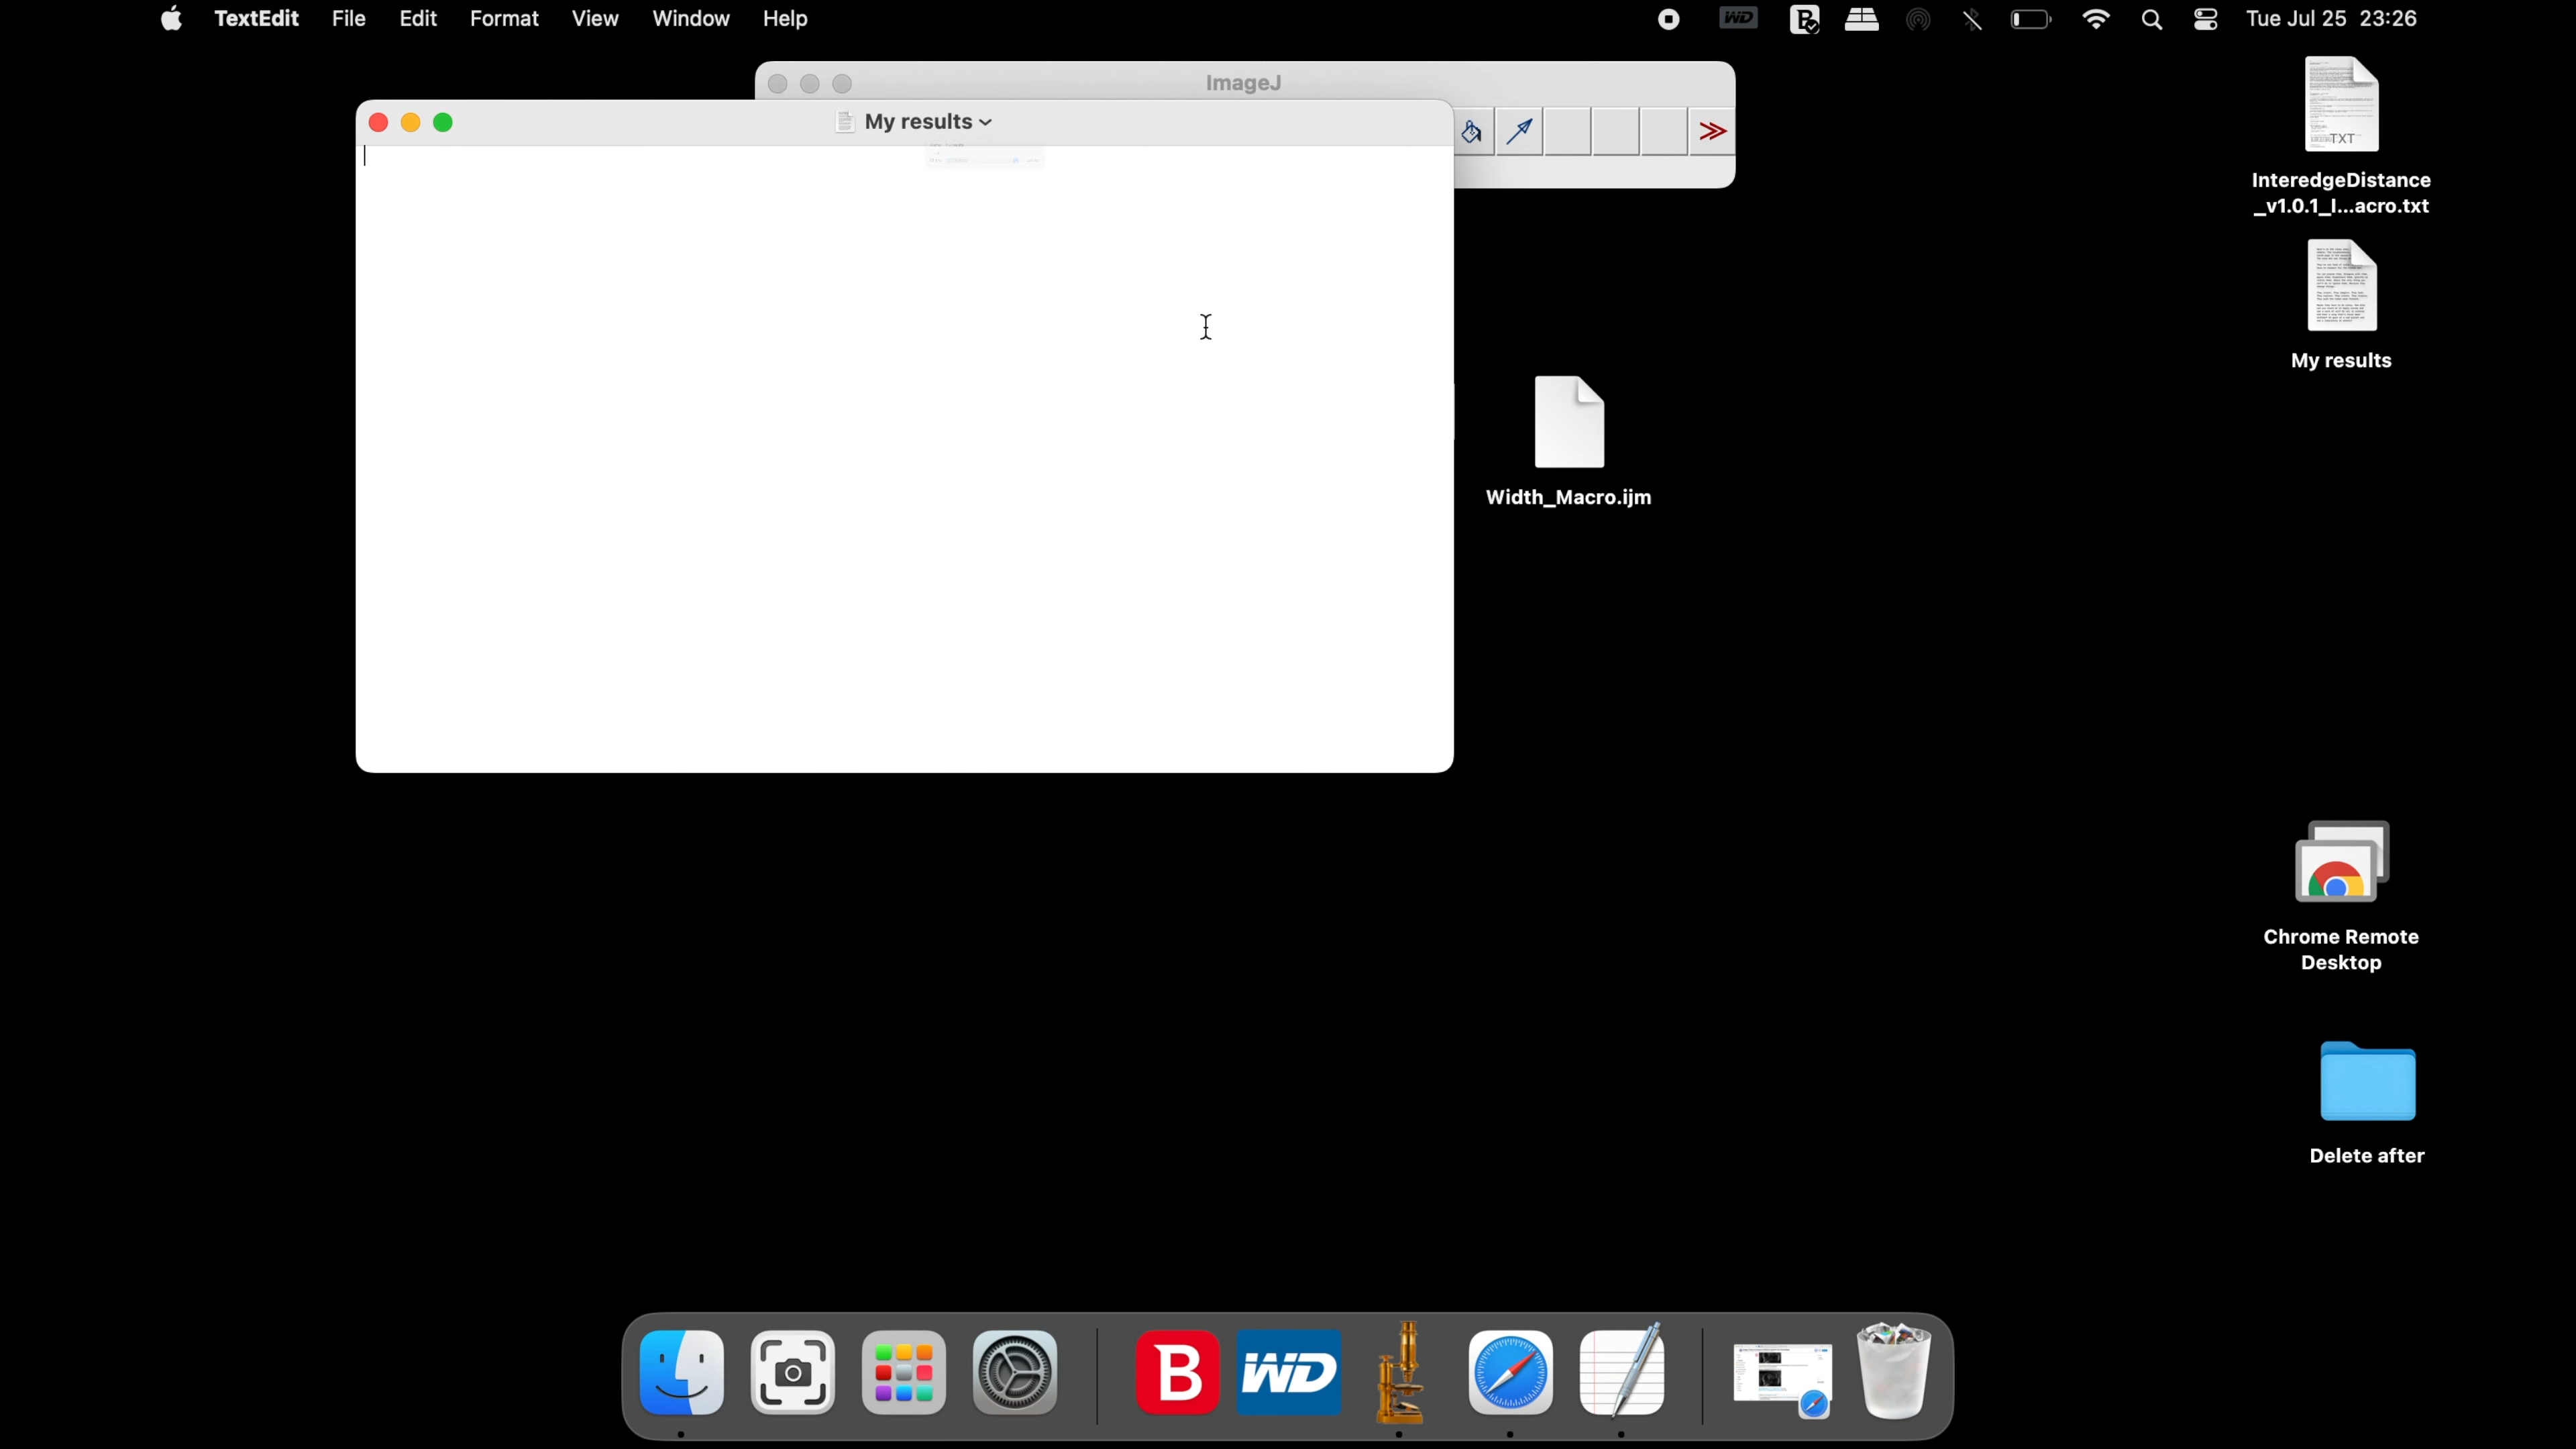 TextEdit File Edit Format View Window Help WD B Tue Jul 25 23:26
ImageJ
My results
TXT
InteredgeDistance
_v1.0.1_I...acro.txt
My results
Width_Macro.ijm
Chrome Remote
Desktop
Delete after
B WD